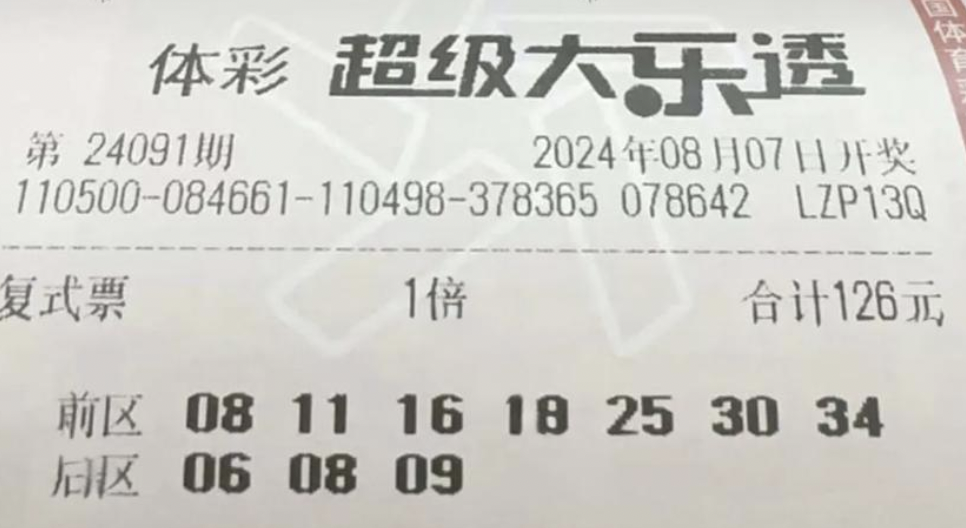 体彩 超级大乐透
第 24091期 2024年08月07日开奖
110500-084661-110498-378365 078642 LZP13Q
复式票 1倍 合计126元
前区 08 11 16 18 25 30 34
后区 06 08 09
国体育彩